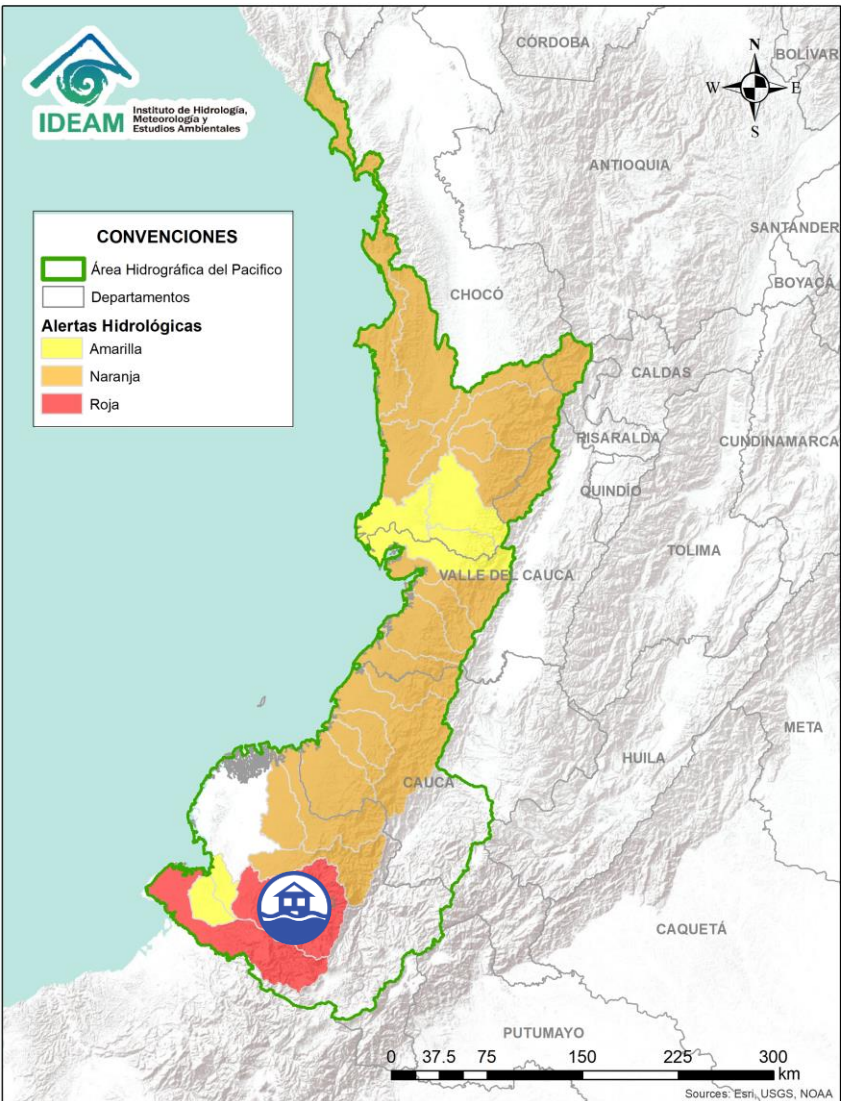 IDEAM
Instituto de Hidrología,
Meteorología y
Estudios Ambientales
N
W
E
S
CÓRDOBA
BOLÍVAR
ANTIOQUIA
SANTANDER
BOYACÁ
CHOCÓ
CALDAS
RISARALDA
CUNDINAMARCA
QUINDÍO
TOLIMA
VALLE DEL CAUCA
META
HUILA
CAUCA
CAQUETÁ
PUTUMAYO
CONVENCIONES
Área Hidrográfica del Pacifico
Departamentos
Alertas Hidrológicas
Amarilla
Naranja
Roja
0 37.5 75 150 225 300
km
Sources: Esri, USGS, NOAA